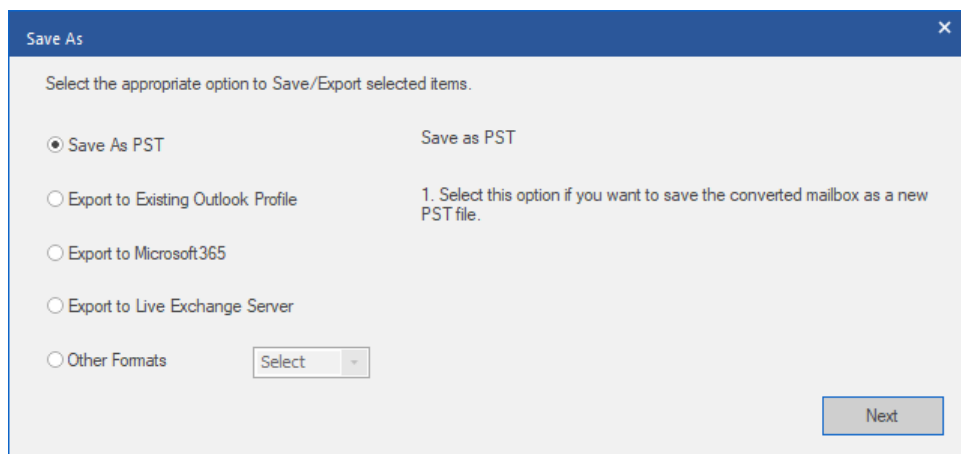 Save As
Select the appropriate option to Save/Export selected items.
Save As PST
Export to Existing Outlook Profile
Export to Microsoft365
Export to Live Exchange Server
Other Formats
Select
Save as PST
1. Select this option if you want to save the converted mailbox as a new
PST file.
Next